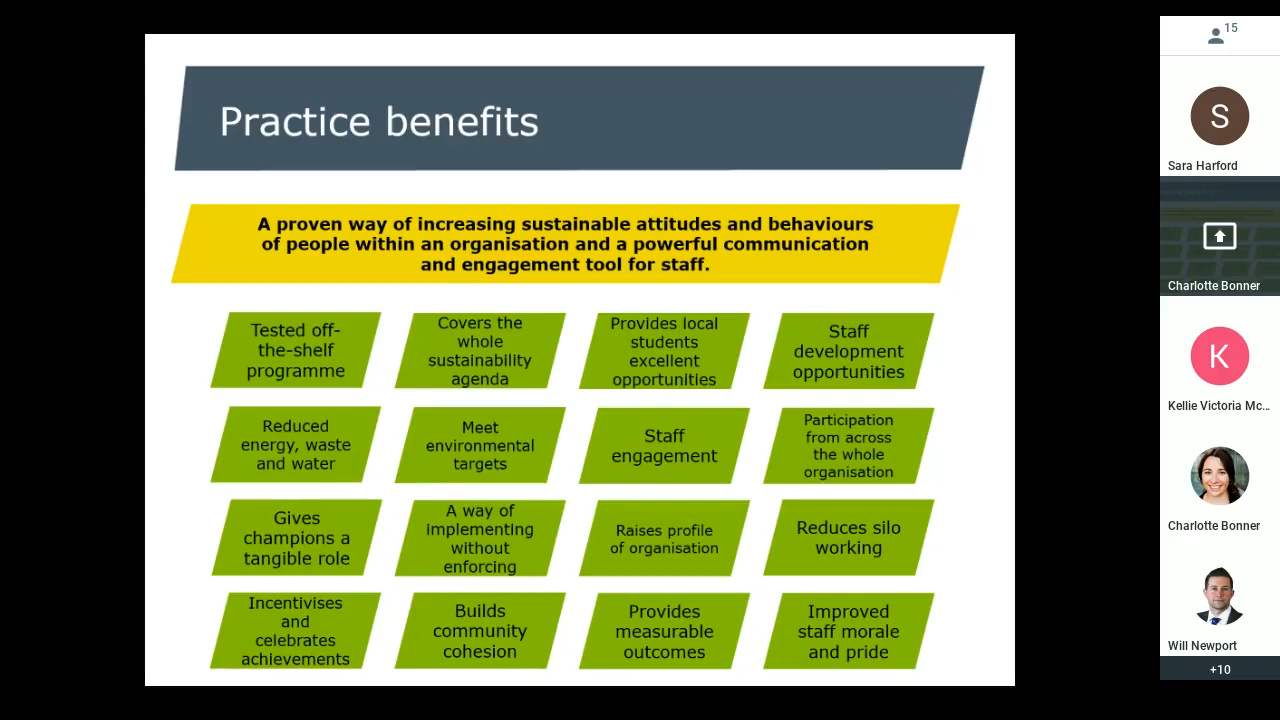 Practice benefits
A proven way of increasing sustainable attitudes and behaviours
of people within an organisation and a powerful communication
and engagement tool for staff.
Tested off-
the-shelf
programme
Covers the
whole
sustainability
agenda
Provides local
students
excellent
opportunities
Staff
development
opportunities
Reduced
energy, waste
and water
Meet
environmental
targets
Staff
engagement
Participation
from across
the whole
organisation
Gives
champions a
tangible role
A way of
implementing
without
enforcing
Raises profile
of organisation
Reduces silo
working
Incentivises
and
celebrates
achievements
Builds
community
cohesion
Provides
measurable
outcomes
Improved
staff morale
and pride
15
S
Sara Harford
Charlotte Bonner
K
Kellie Victoria Mc...
Charlotte Bonner
Will Newport
+10